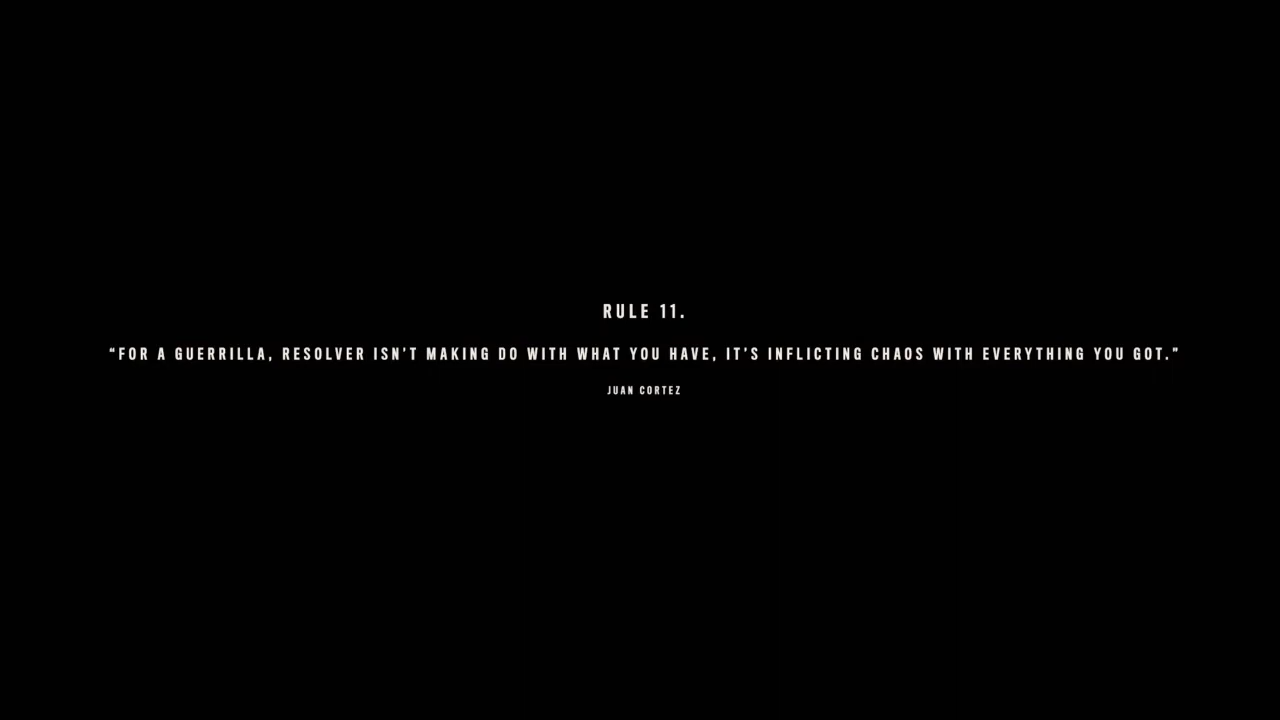 RULE 11.
“FOR A GUERRILLA, RESOLVER ISN’T MAKING DO WITH WHAT YOU HAVE, IT’S INFLICTING CHAOS WITH EVERYTHING YOU GOT.”
JUAN CORTEZ